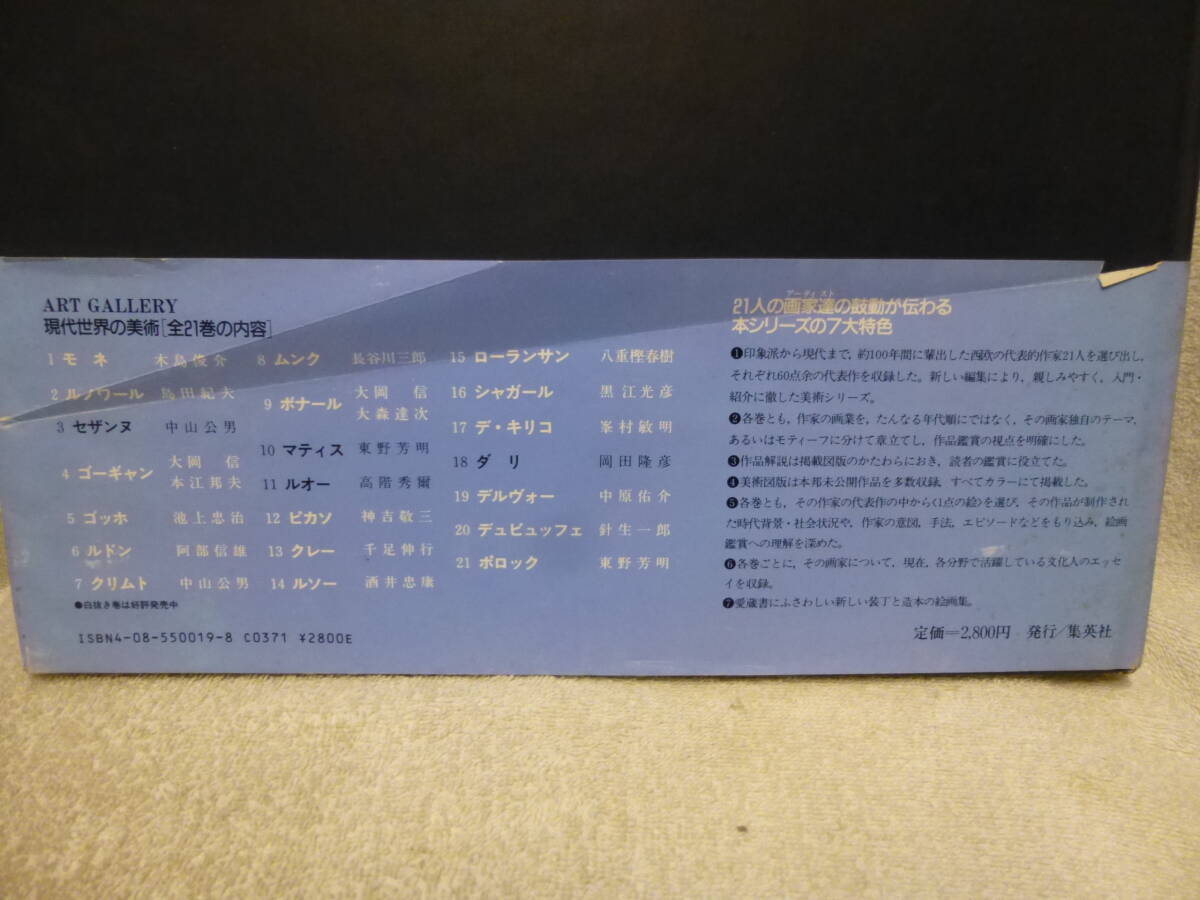 ART GALLERY
現代世界の美術[全21巻の内容]
1 モネ 木島俊介
2 ルノワール 島田紀夫
3 セザンヌ 中山公男
4 ゴーギャン 大岡 信
本江邦夫
5 ゴッホ 池上忠治
6 ルドン 阿部信雄
7 クリムト 中山公男
●白抜き巻は好評発売中
8 ムンク 長谷川三郎
9 ボナール 大岡 信
大森達次
10 マティス 東野芳明
11 ルオー 高階秀爾
12 ピカソ 神吉敬三
13 クレー 千足伸行
14 ルソー 酒井忠康
15 ローランサン 八重樫春樹
16 シャガール 黒江光彦
17 デ・キリコ 峯村敏明
18 ダリ 岡田隆彦
19 デルヴォー 中原佑介
20 デュビュッフェ 針生一郎
21 ポロック 東野芳明
ISBN4-08-550019-8 C0371 ¥2800E
アーティスト
21人の画家達の鼓動が伝わる
本シリーズの7大特色
❶印象派から現代まで，約100年間に輩出した西欧の代表的作家21人を選び出し，
それぞれ60点余の代表作を収録した。新しい編集により，親しみやすく，入門・
紹介に徹した美術シリーズ。
❷各巻とも，作家の画業を，たんなる年代順にではなく，その画家独自のテーマ，
あるいはモティーフに分けて章立てし，作品鑑賞の視点を明確にした。
❸作品解説は掲載図版のかたわらにおき，読者の鑑賞に役立てた。
❹美術図版は本邦未公開作品を多数収録，すべてカラーにて掲載した。
❺各巻とも，その作家の代表作の中から〈1点の絵〉を選び，その作品が制作され
た時代背景・社会状況や，作家の意図，手法，エピソードなどをもり込み，絵画
鑑賞への理解を深めた。
❻各巻ごとに，その画家について，現在，各分野で活躍している文化人のエッセ
イを収録。
❼愛蔵書にふさわしい新しい装丁と造本の絵画集。
定価=2,800円 発行/集英社